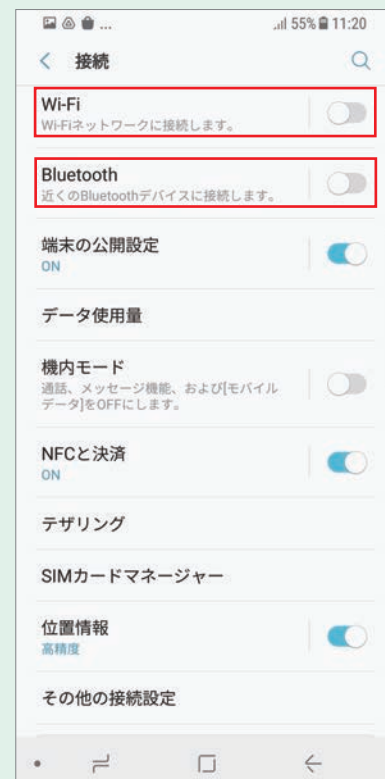 ... 55% 11:20
接続
Wi-Fi
Wi-Fiネットワークに接続します。
Bluetooth
近くのBluetoothデバイスに接続します。
端末の公開設定
ON
データ使用量
機内モード
通話、メッセージ機能、および[モバイル
データ]をOFFにします。
NFCと決済
ON
テザリング
SIMカードマネージャー
位置情報
高精度
その他の接続設定